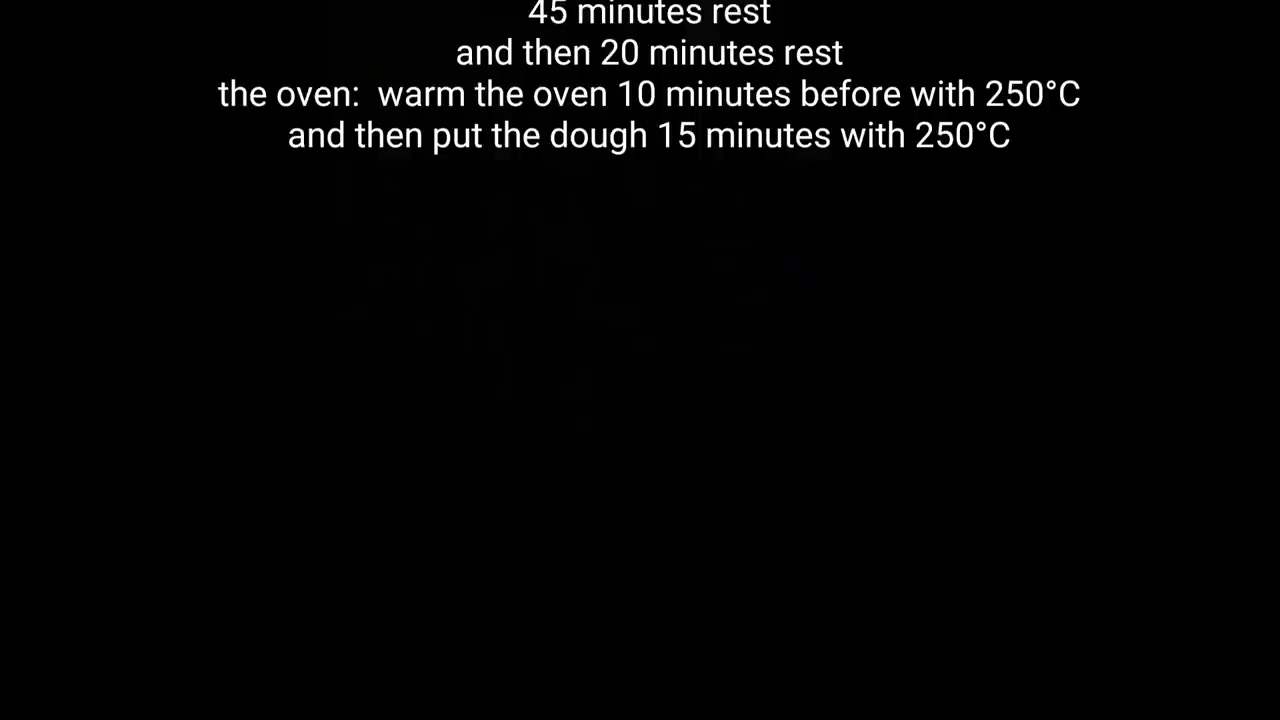 45 minutes rest
and then 20 minutes rest
the oven:  warm the oven 10 minutes before with 250°C
and then put the dough 15 minutes with 250°C